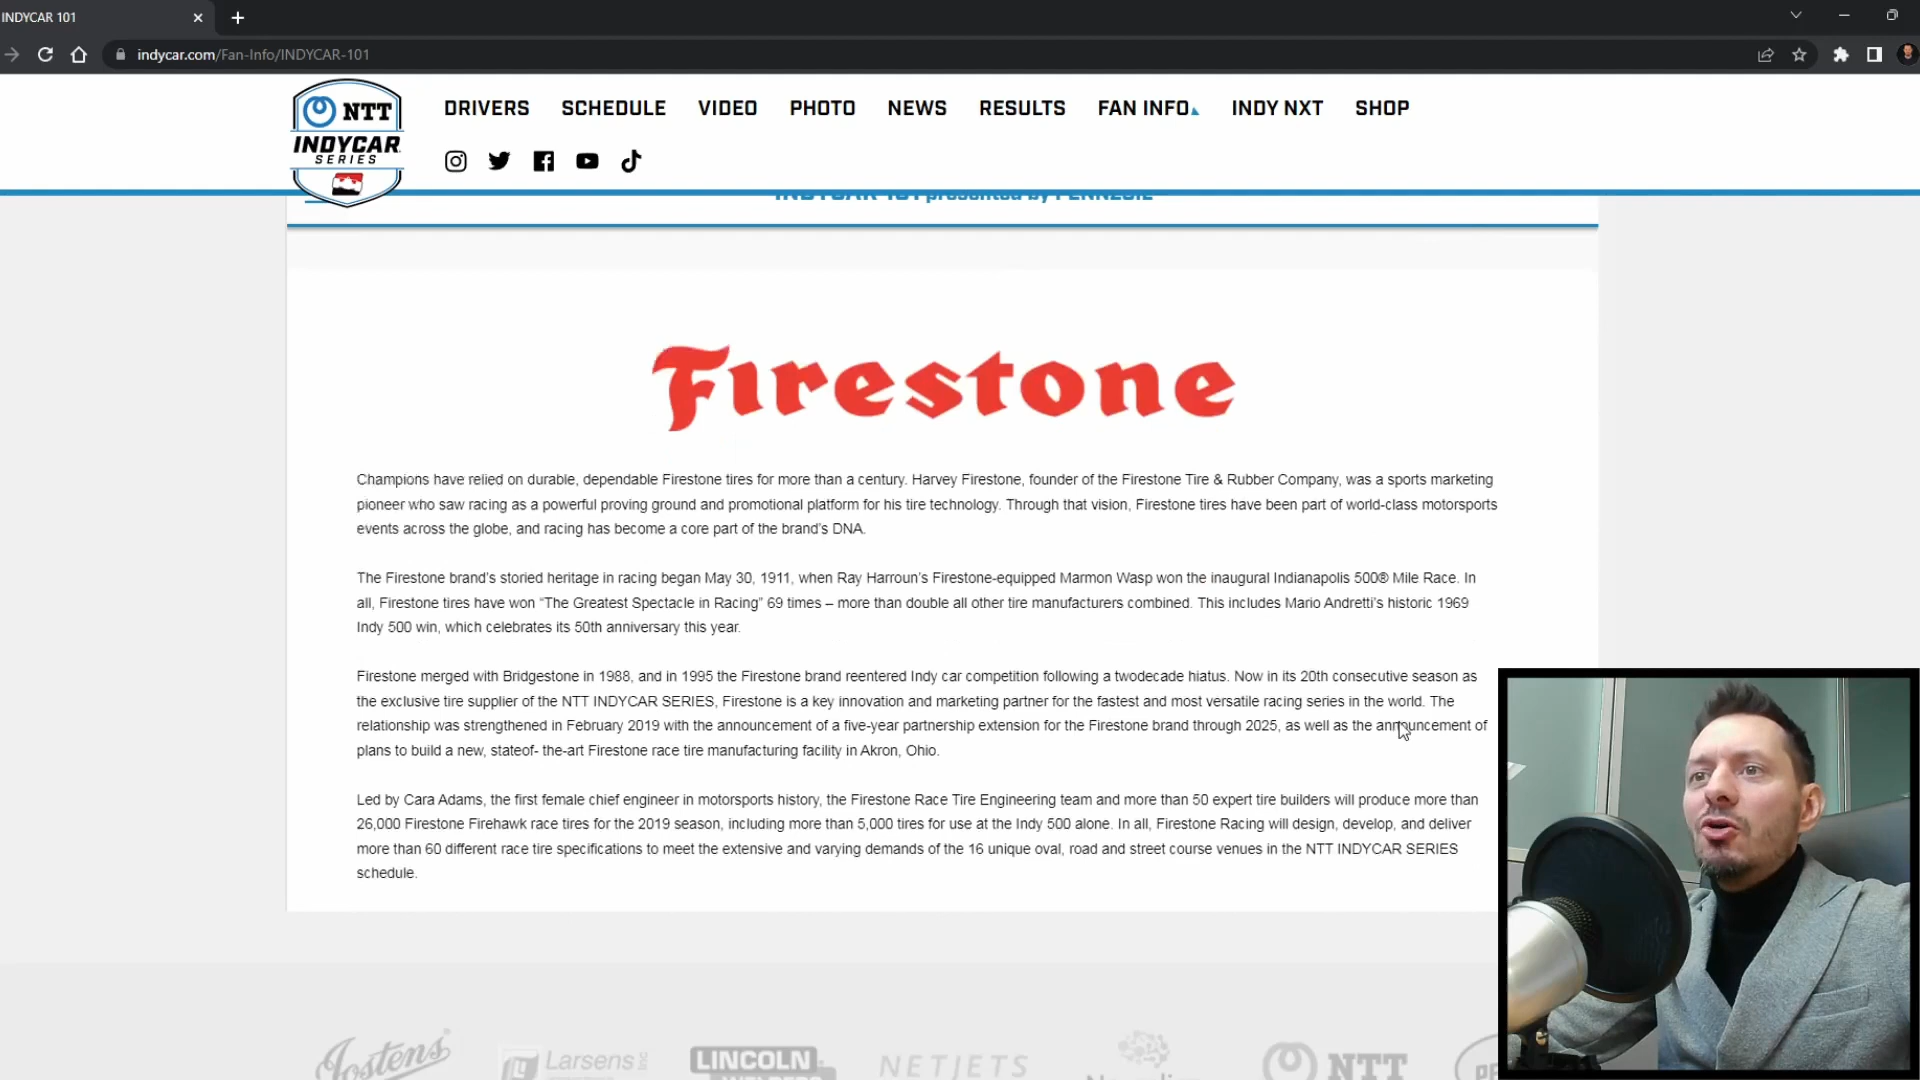 INDYCAR 101
indycar.com/Fan-Info/INDYCAR-101
NTT
INDYCAR
SERIES
DRIVERS SCHEDULE VIDEO PHOTO NEWS RESULTS FAN INFO INDY NXT SHOP
INDYCAR 101 presented by PENNZOIL
Firestone
Champions have relied on durable, dependable Firestone tires for more than a century. Harvey Firestone, founder of the Firestone Tire & Rubber Company, was a sports marketing
pioneer who saw racing as a powerful proving ground and promotional platform for his tire technology. Through that vision, Firestone tires have been part of world-class motorsports
events across the globe, and racing has become a core part of the brand's DNA.
The Firestone brand's storied heritage in racing began May 30, 1911, when Ray Harroun's Firestone-equipped Marmon Wasp won the inaugural Indianapolis 500® Mile Race. In
all, Firestone tires have won “The Greatest Spectacle in Racing” 69 times – more than double all other tire manufacturers combined. This includes Mario Andretti's historic 1969
Indy 500 win, which celebrates its 50th anniversary this year.
Firestone merged with Bridgestone in 1988, and in 1995 the Firestone brand reentered Indy car competition following a twodecade hiatus. Now in its 20th consecutive season as
the exclusive tire supplier of the NTT INDYCAR SERIES, Firestone is a key innovation and marketing partner for the fastest and most versatile racing series in the world. The
relationship was strengthened in February 2019 with the announcement of a five-year partnership extension for the Firestone brand through 2025, as well as the announcement of
plans to build a new, stateof- the-art Firestone race tire manufacturing facility in Akron, Ohio.
Led by Cara Adams, the first female chief engineer in motorsports history, the Firestone Race Tire Engineering team and more than 50 expert tire builders will produce more than
26,000 Firestone Firehawk race tires for the 2019 season, including more than 5,000 tires for use at the Indy 500 alone. In all, Firestone Racing will design, develop, and deliver
more than 60 different race tire specifications to meet the extensive and varying demands of the 16 unique oval, road and street course venues in the NTT INDYCAR SERIES
schedule.
Jostens Larsens LINCOLN NETJETS NTT